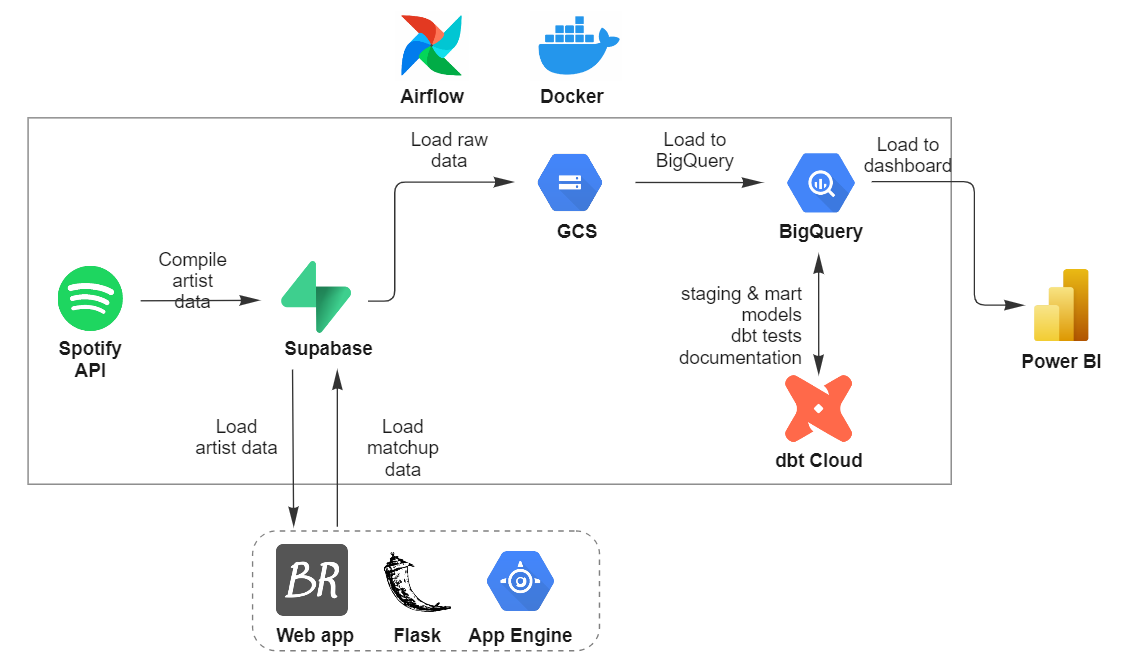 Airflow
Docker
Load raw
data
Load to
BigQuery
Load to
dashboard
GCS
BigQuery
Compile
artist
data
Spotify
API
Supabase
staging & mart
models
dbt tests
documentation
Power BI
dbt Cloud
Load
artist data
Load
matchup
data
BR
Web app
Flask
App Engine